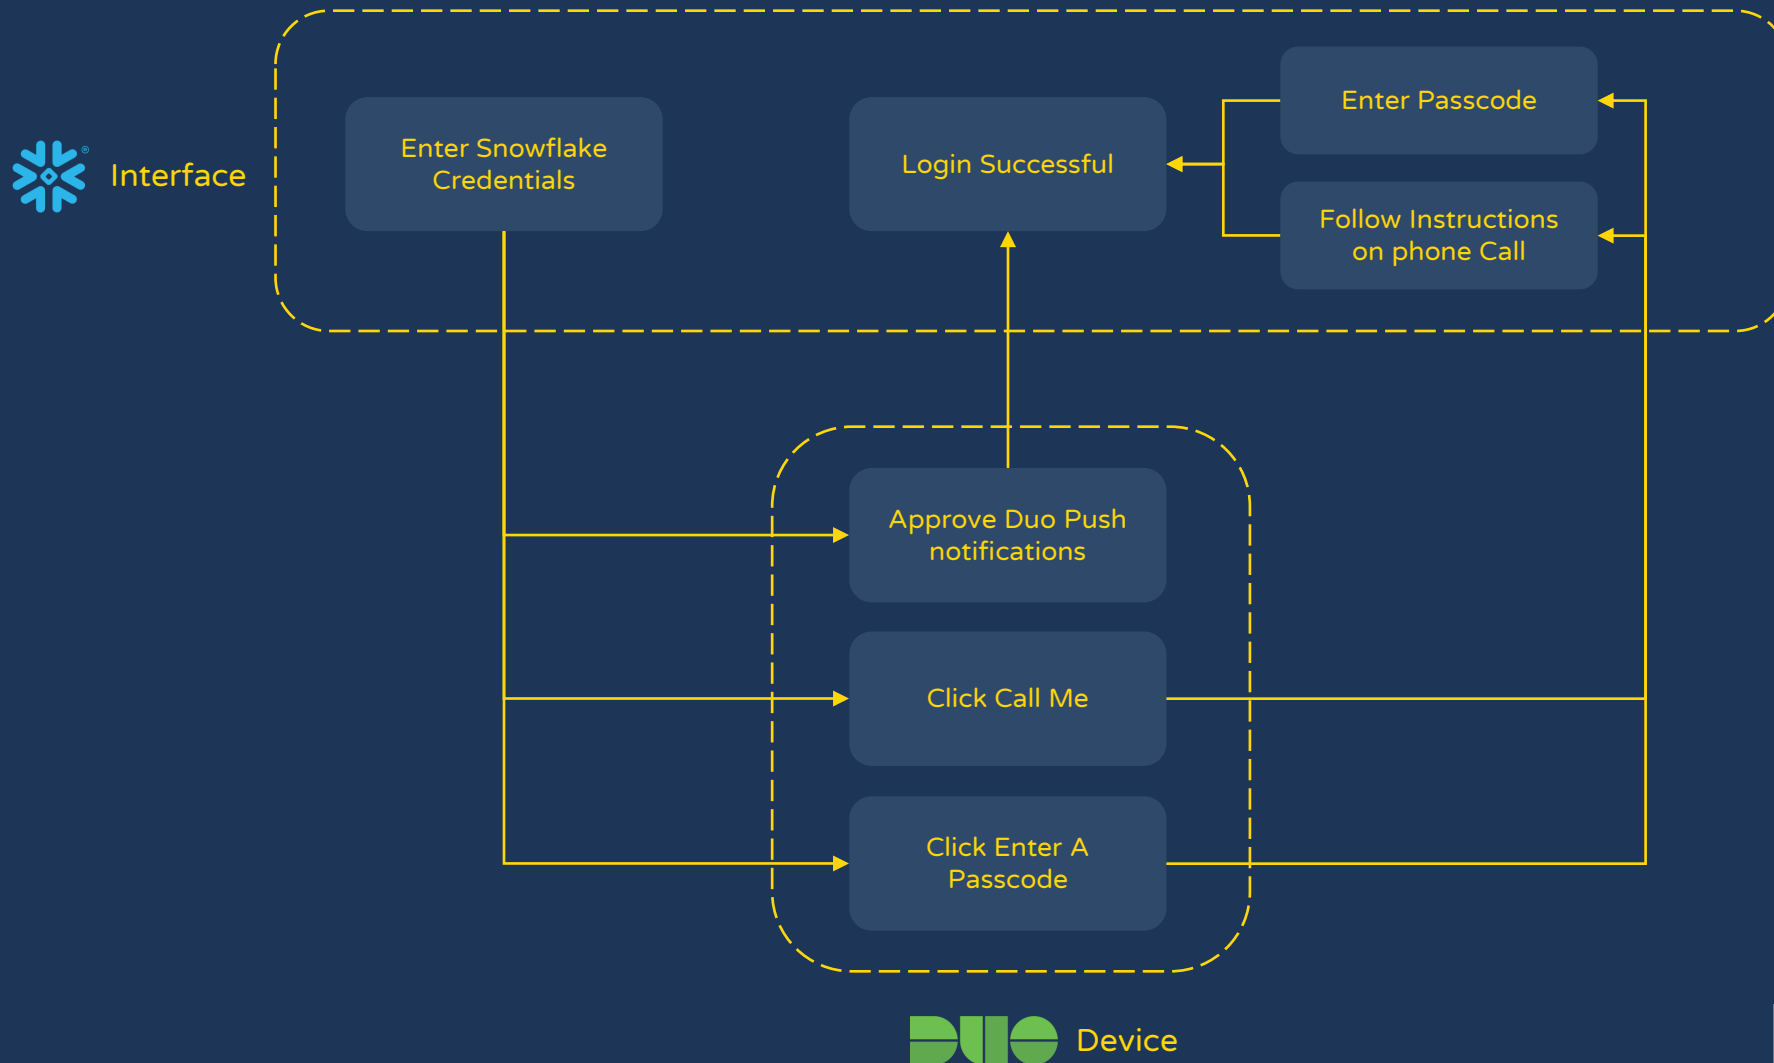 Interface
Enter Snowflake
Credentials
Login Successful
Enter Passcode
Follow Instructions
on phone Call
Approve Duo Push
notifications
Click Call Me
Click Enter A
Passcode
DUO Device